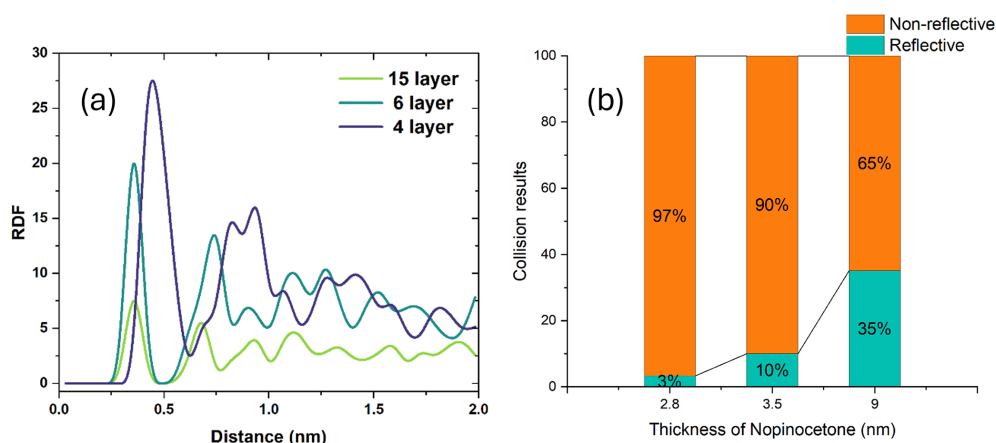 (a)
15 layer
6 layer
4 layer
30
25
20
15
10
5
0
RDF
0.0 0.5 1.0 1.5 2.0
Distance (nm)
Non-reflective
Reflective
(b)
100
80
60
40
20
0
Collision results
97% 90% 65%
3% 10% 35%
2.8 3.5 9
Thickness of Nopinocetone (nm)